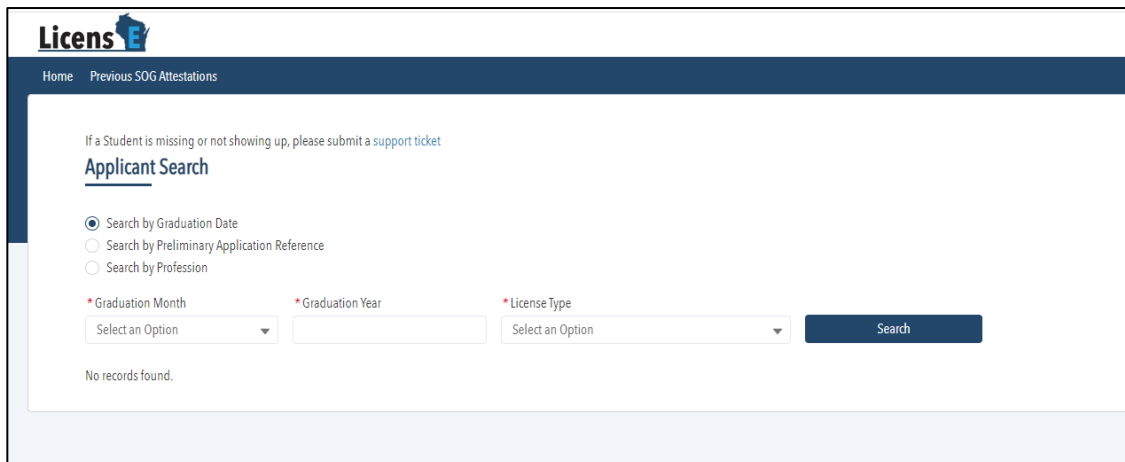 LicensE
Home Previous SOG Attestations
If a Student is missing or not showing up, please submit a support ticket
Applicant Search
Search by Graduation Date
Search by Preliminary Application Reference
Search by Profession
* Graduation Month * Graduation Year * License Type
Select an Option Select an Option Search
No records found.